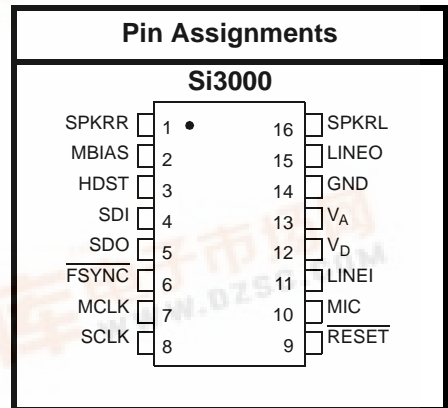 Pin Assignments
Si3000
SPKRR 1 16 SPKRL
MBIAS 2 15 LINEO
HDST 3 14 GND
SDI 4 13 VA
SDO 5 12 VD
FSYNC 6 11 LINEI
MCLK 7 10 MIC
SCLK 8 9 RESET